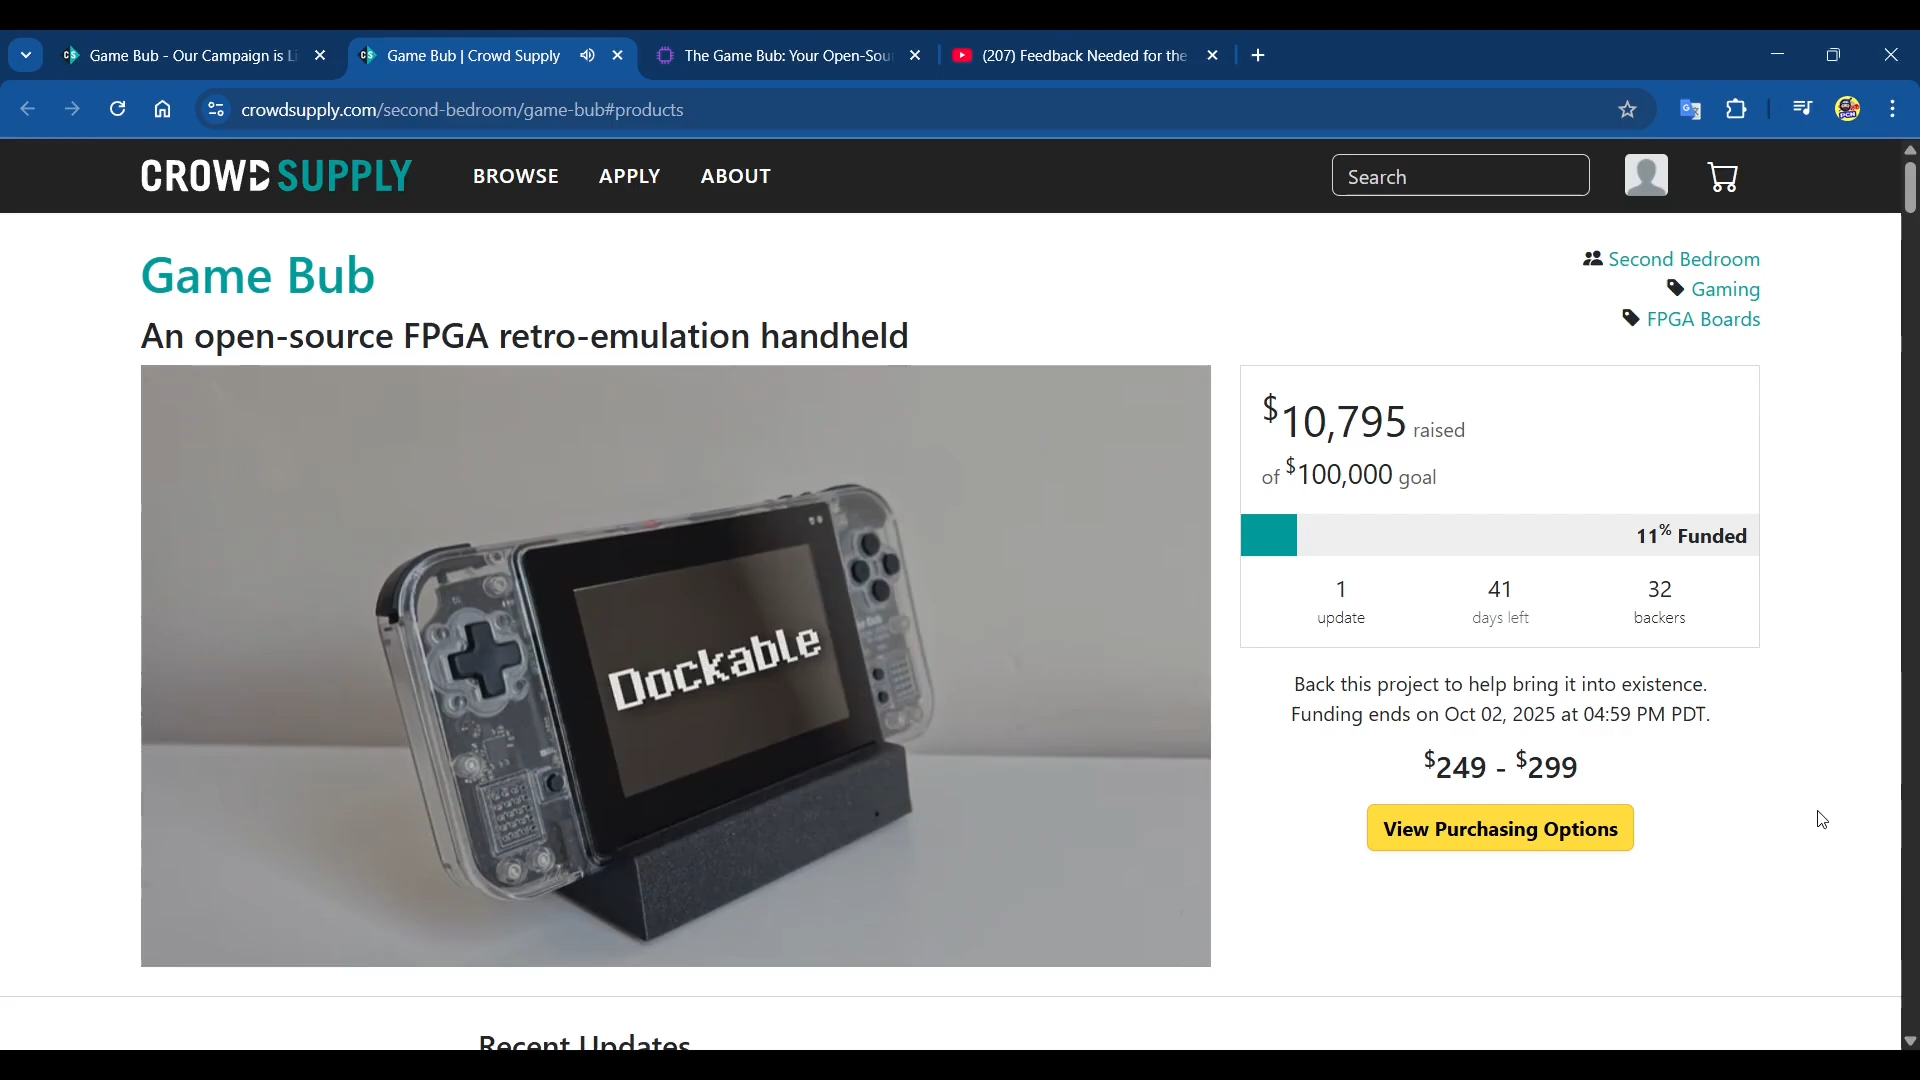 Game Bub - Our Campaign is Li
Game Bub | Crowd Supply
The Game Bub: Your Open-Sou
(207) Feedback Needed for the
crowdsupply.com/second-bedroom/game-bub#products
CROWD SUPPLY
BROWSE
APPLY
ABOUT
Search
Game Bub
Second Bedroom
Gaming
FPGA Boards
An open-source FPGA retro-emulation handheld
Dockable
$10,795 raised
of $100,000 goal
11% Funded
1
update
41
days left
32
backers
Back this project to help bring it into existence.
Funding ends on Oct 02, 2025 at 04:59 PM PDT.
$249 - $299
View Purchasing Options
Recent Updates